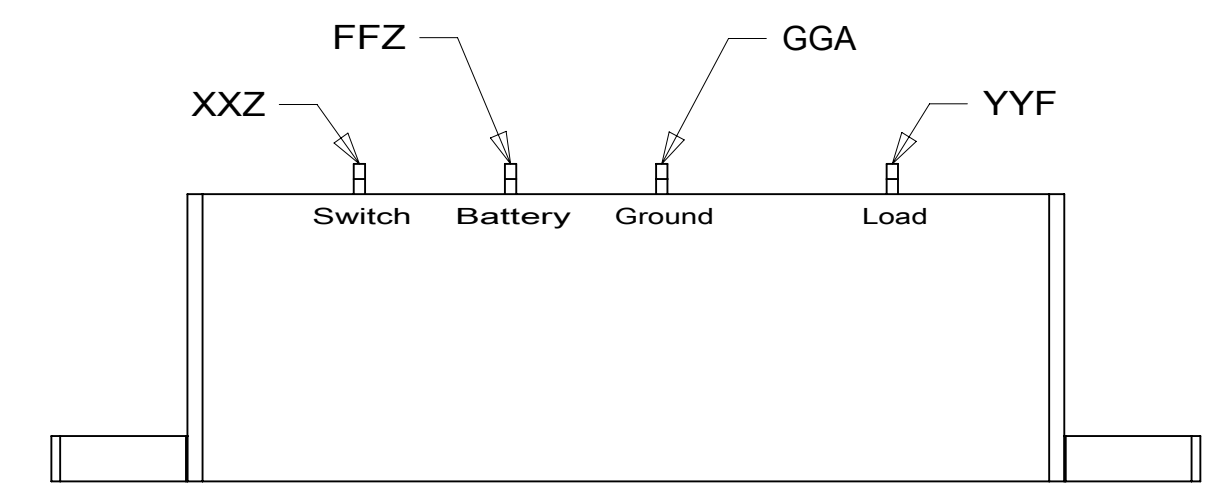 FFZ
GGA
XXZ
YYF
Switch
Battery
Ground
Load